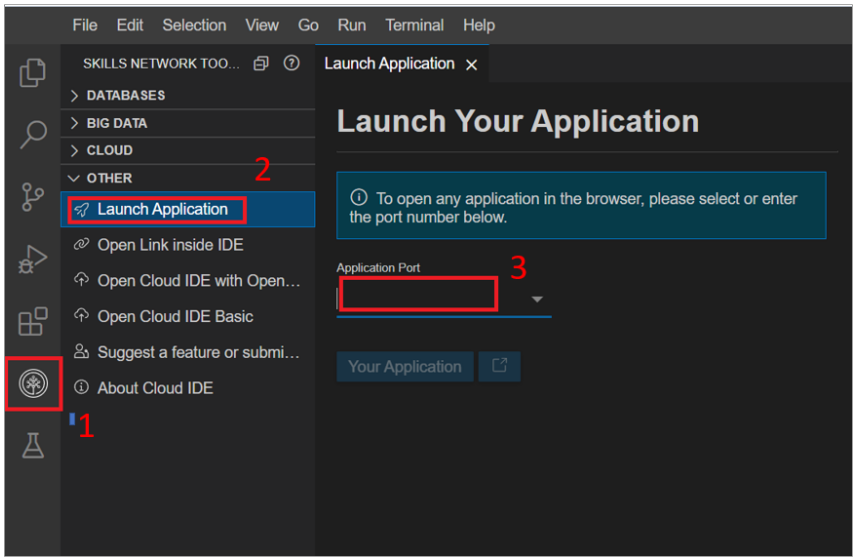 File Edit Selection View Go Run Terminal Help
SKILLS NETWORK TOO...
Launch Application
DATABASES
BIG DATA
CLOUD
OTHER
2
Launch Application
Open Link inside IDE
Open Cloud IDE with Open...
Open Cloud IDE Basic
Suggest a feature or submi...
About Cloud IDE
1
Launch Your Application
To open any application in the browser, please select or enter
the port number below.
Application Port
3
Your Application